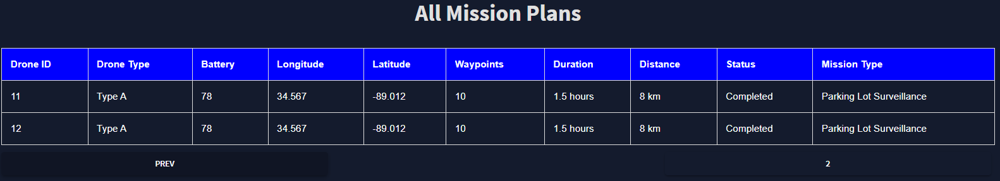 All Mission Plans
Drone ID Drone Type Battery Longitude Latitude Waypoints Duration Distance Status Mission Type
11 Type A 78 34.567 -89.012 10 1.5 hours 8 km Completed Parking Lot Surveillance
12 Type A 78 34.567 -89.012 10 1.5 hours 8 km Completed Parking Lot Surveillance
PREV 2